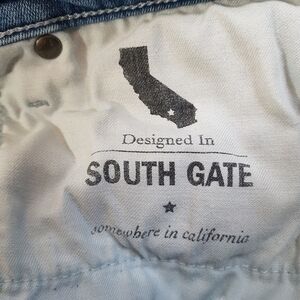 Designed In
SOUTH GATE
somewhere in california